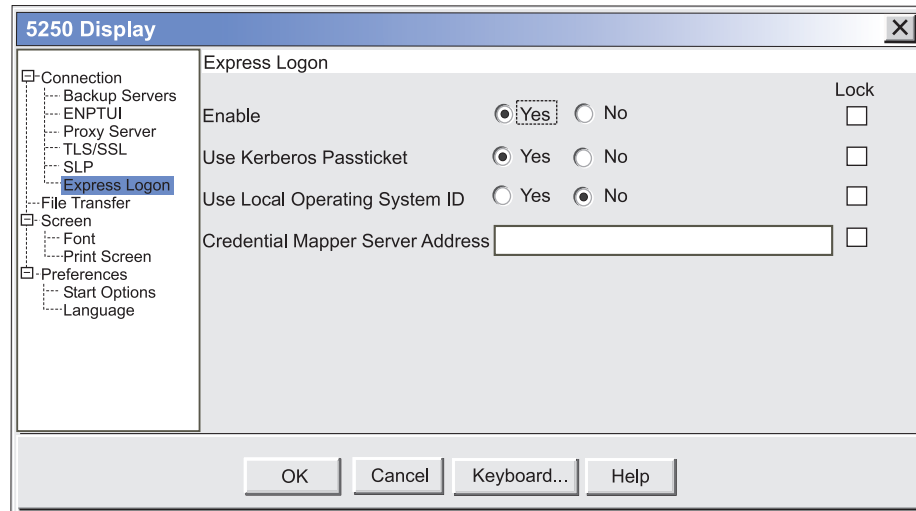 5250 Display
Connection
Backup Servers
ENPTUI
Proxy Server
TLS/SSL
SLP
Express Logon
File Transfer
Screen
Font
Print Screen
Preferences
Start Options
Language
Express Logon
Lock
Enable Yes No
Use Kerberos Passticket Yes No
Use Local Operating System ID Yes No
Credential Mapper Server Address
OK Cancel Keyboard... Help